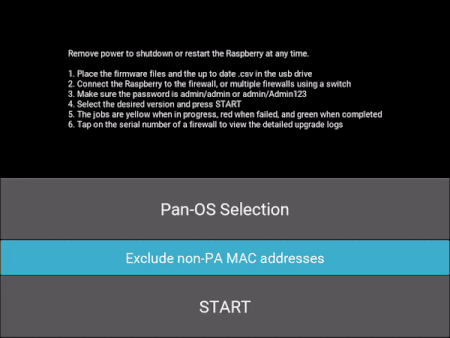 Remove power to shutdown or restart the Raspberry at any time.
1. Place the firmware files and the up to date .csv in the usb drive
2. Connect the Raspberry to the firewall, or multiple firewalls using a switch
3. Make sure the password is admin/admin or admin/Admin123
4. Select the desired version and press START
5. The jobs are yellow when in progress, red when failed, and green when completed
6. Tap on the serial number of a firewall to view the detailed upgrade logs
Pan-OS Selection
Exclude non-PA MAC addresses
START